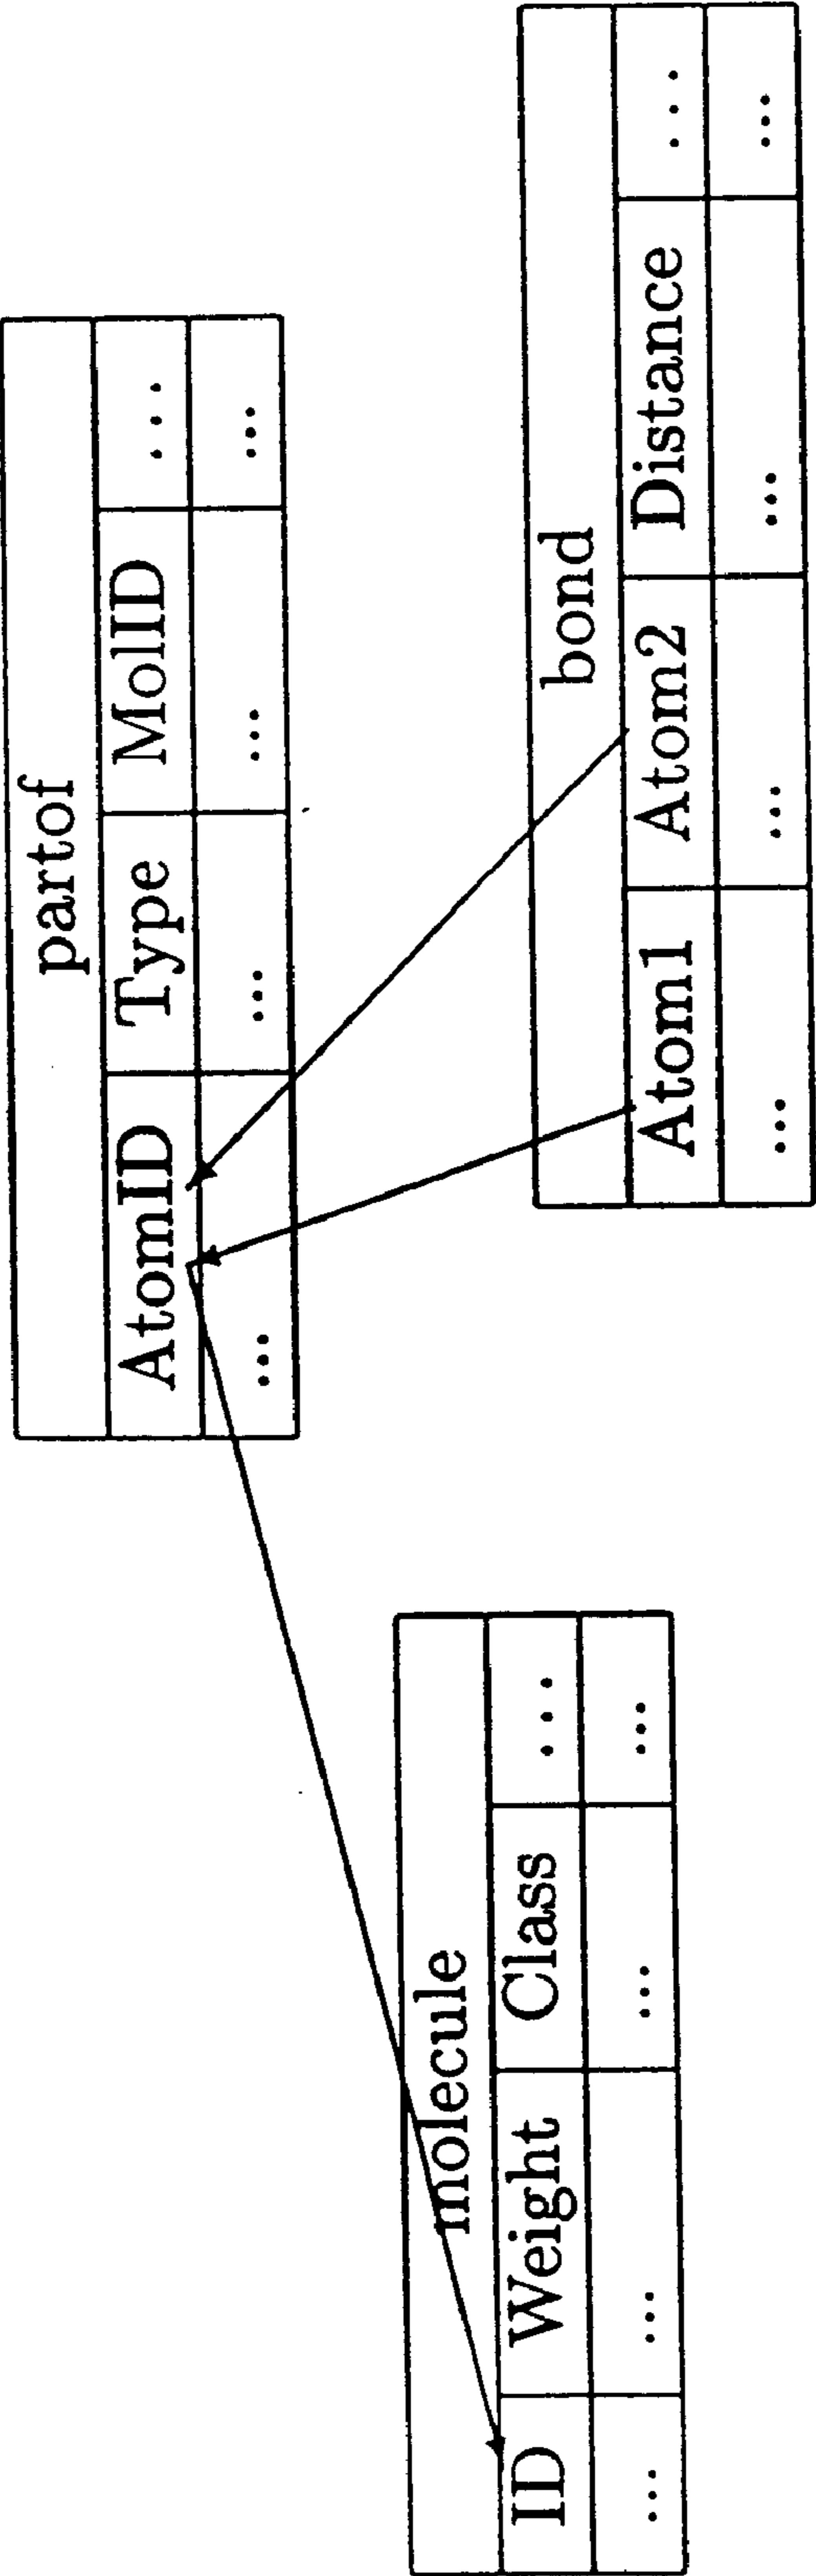 partof
AtomID Type MolID ...
... ... ... ...
molecule
ID Weight Class ...
... ... ... ...
bond
Atom1 Atom2 Distance ...
... ... ... ...